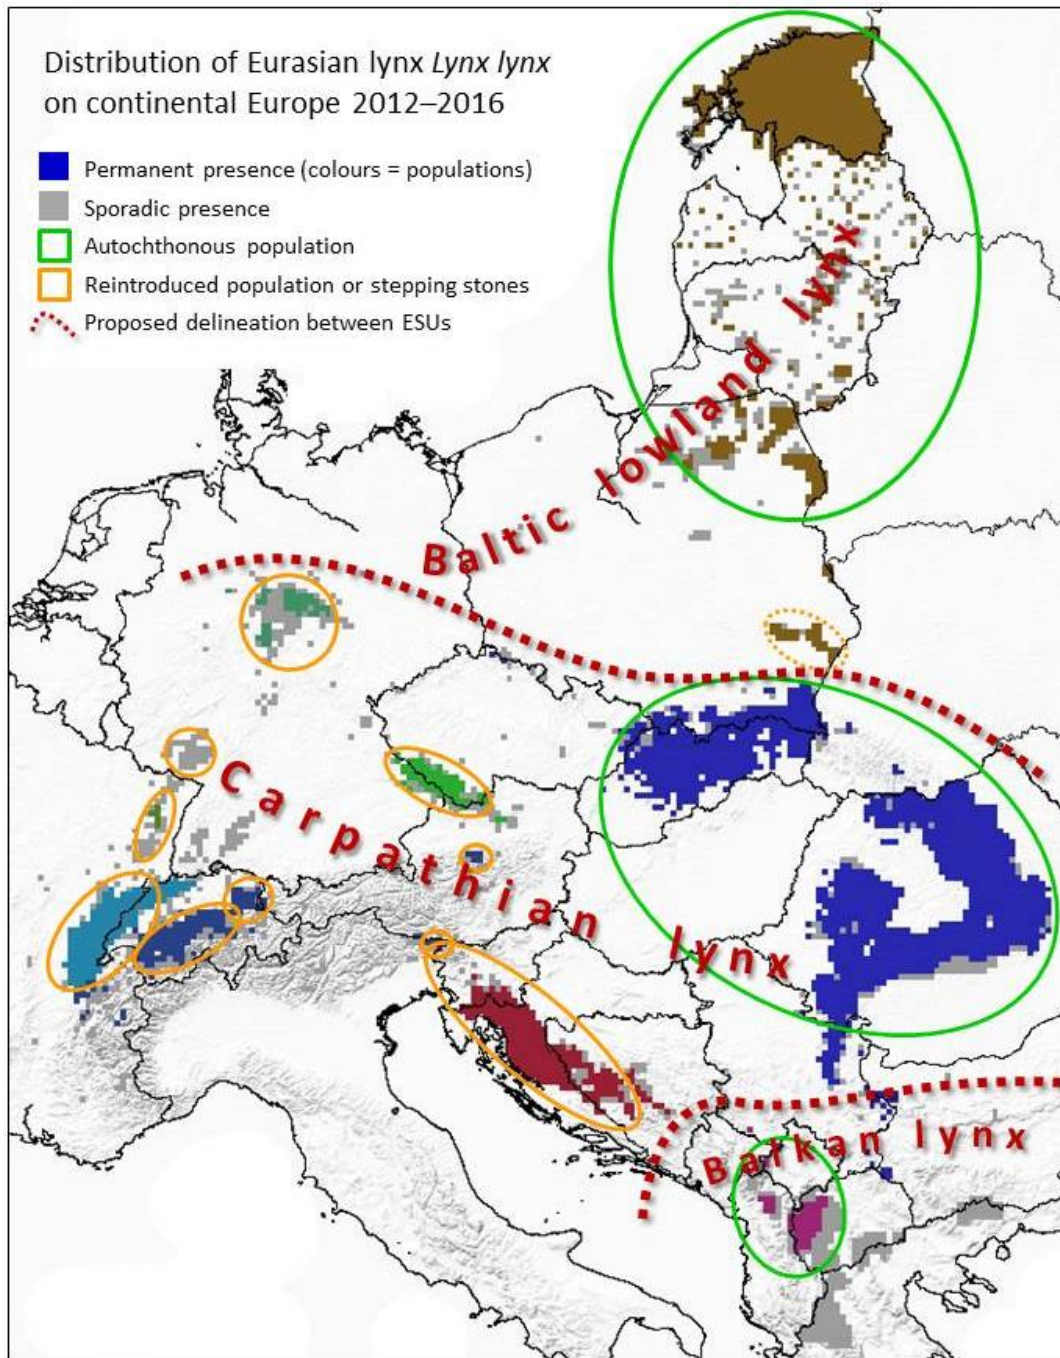 Distribution of Eurasian lynx Lynx lynx
on continental Europe 2012–2016
Permanent presence (colours = populations)
Sporadic presence
Autochthonous population
Reintroduced population or stepping stones
Proposed delineation between ESUs
Baltic lowland lynx
Carpathian lynx
Balkan lynx